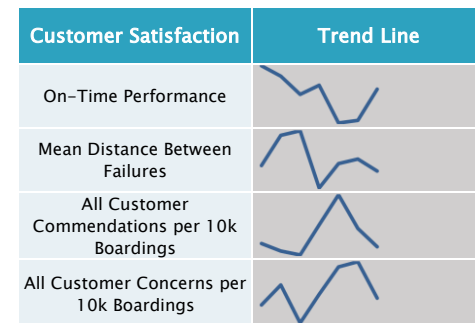 Customer Satisfaction Trend Line
On-Time Performance
Mean Distance Between
Failures
All Customer
Commendations per 10k
Boardings
All Customer Concerns per
10k Boardings